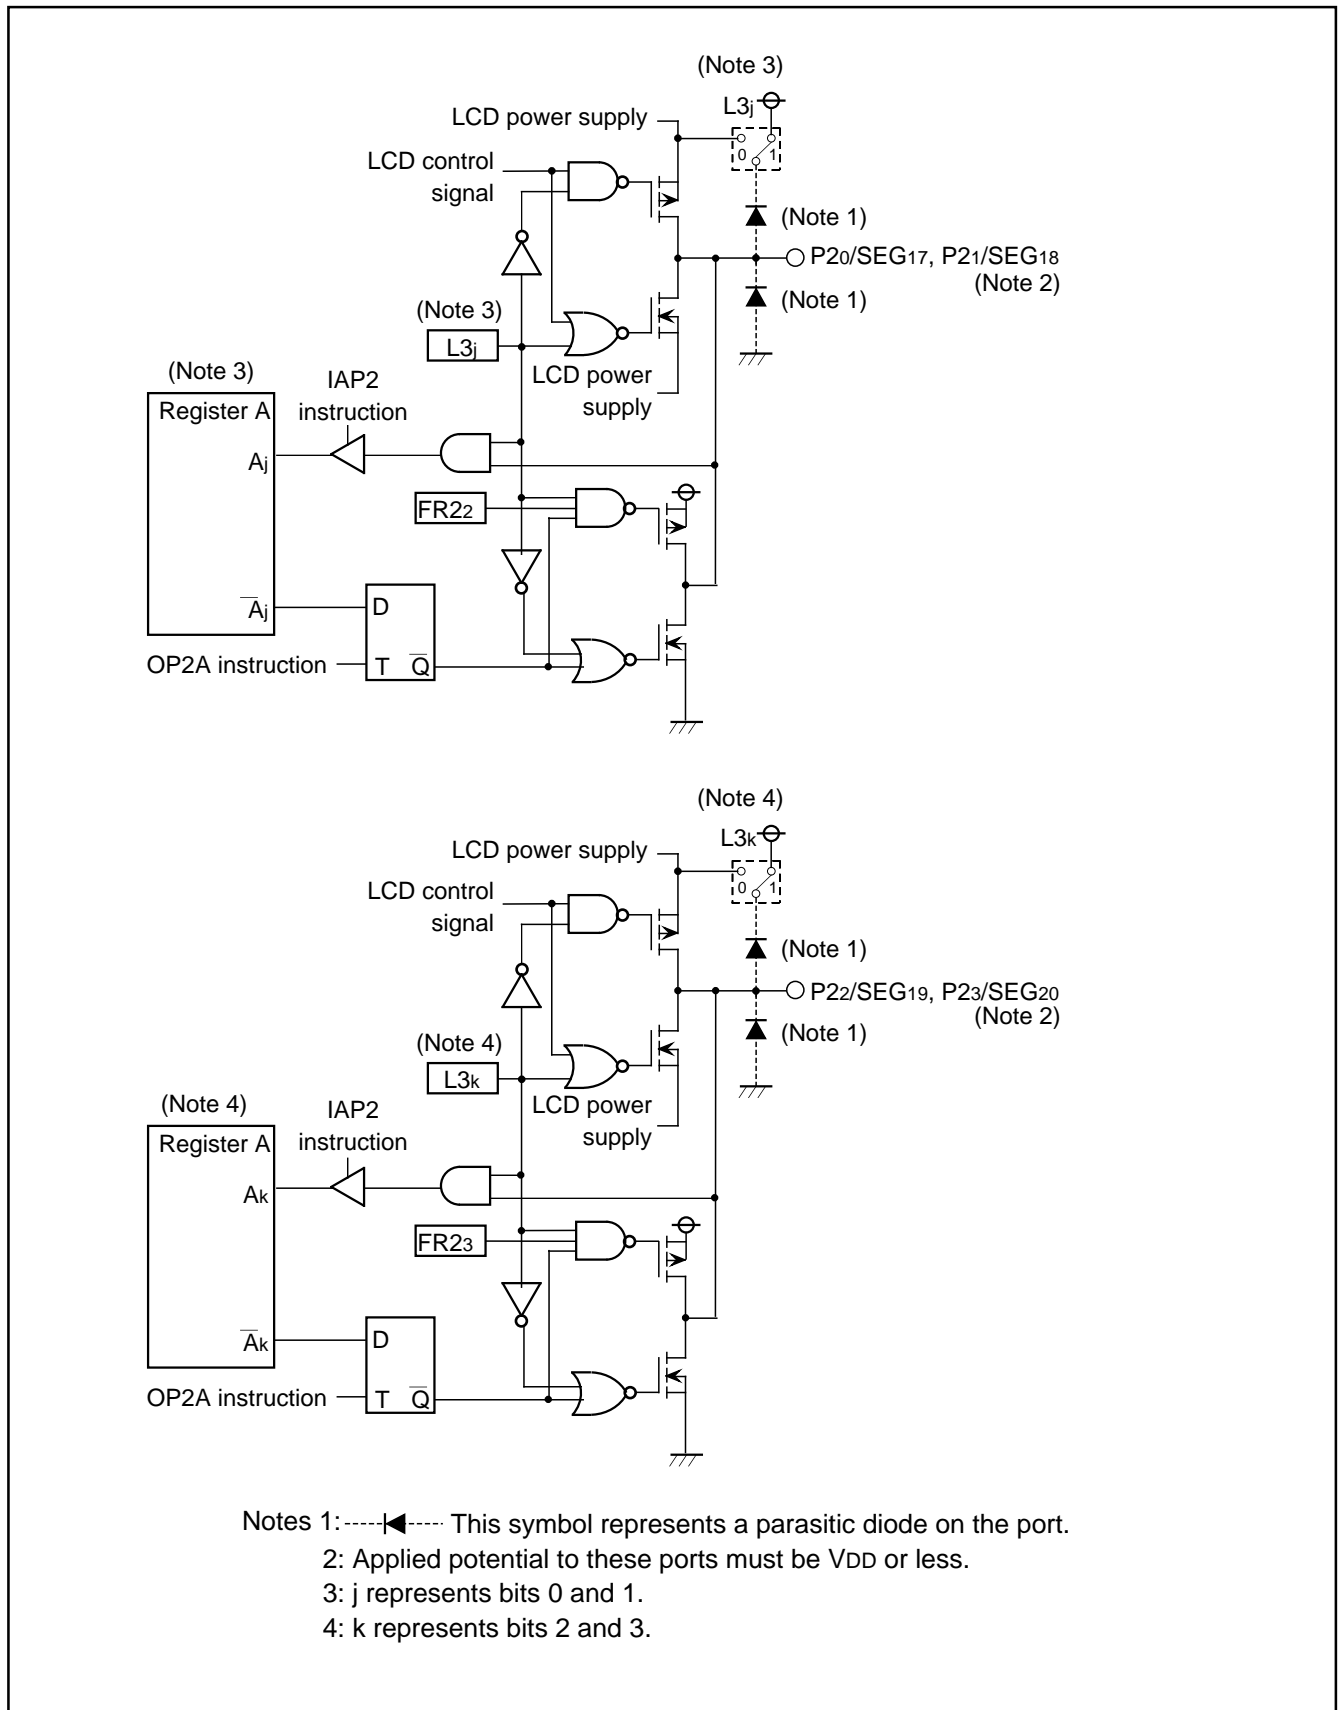 (Note 3)
L3j
LCD power supply
LCD control
signal
0 1
(Note 1)
P20/SEG17, P21/SEG18
(Note 2)
(Note 1)
(Note 3)
L3j
LCD power
supply
(Note 3)
IAP2
instruction
Register A
Aj
FR22
Aj
D
OP2A instruction
T Q
(Note 4)
L3k
LCD power supply
LCD control
signal
0 1
(Note 1)
P22/SEG19, P23/SEG20
(Note 2)
(Note 1)
(Note 4)
L3k
LCD power
supply
(Note 4)
IAP2
instruction
Register A
Ak
FR23
Ak
D
OP2A instruction
T Q
Notes 1: This symbol represents a parasitic diode on the port.
2: Applied potential to these ports must be VDD or less.
3: j represents bits 0 and 1.
4: k represents bits 2 and 3.